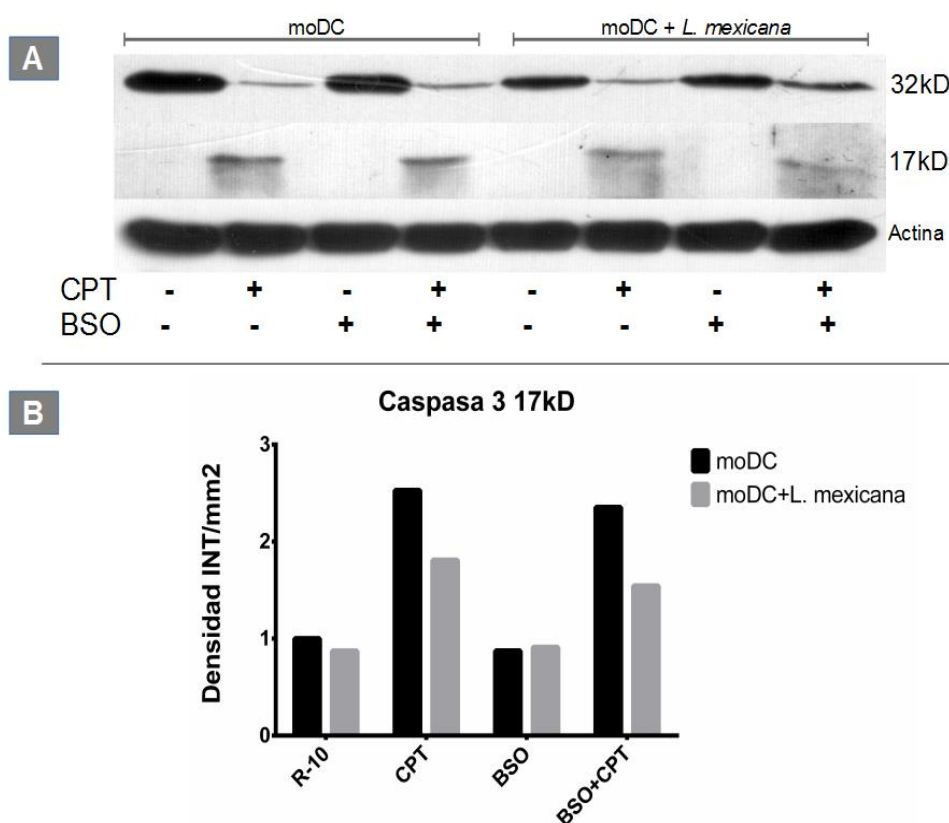 A
moDC
moDC + L. mexicana
32kD
17kD
Actina
CPT - + - + - + - +
BSO - - + + - - + +
B
Caspasa 3 17kD
Densidad INT/mm2
3
2
1
0
R-10
CPT
BSO
BSO+CPT
moDC
moDC+L. mexicana